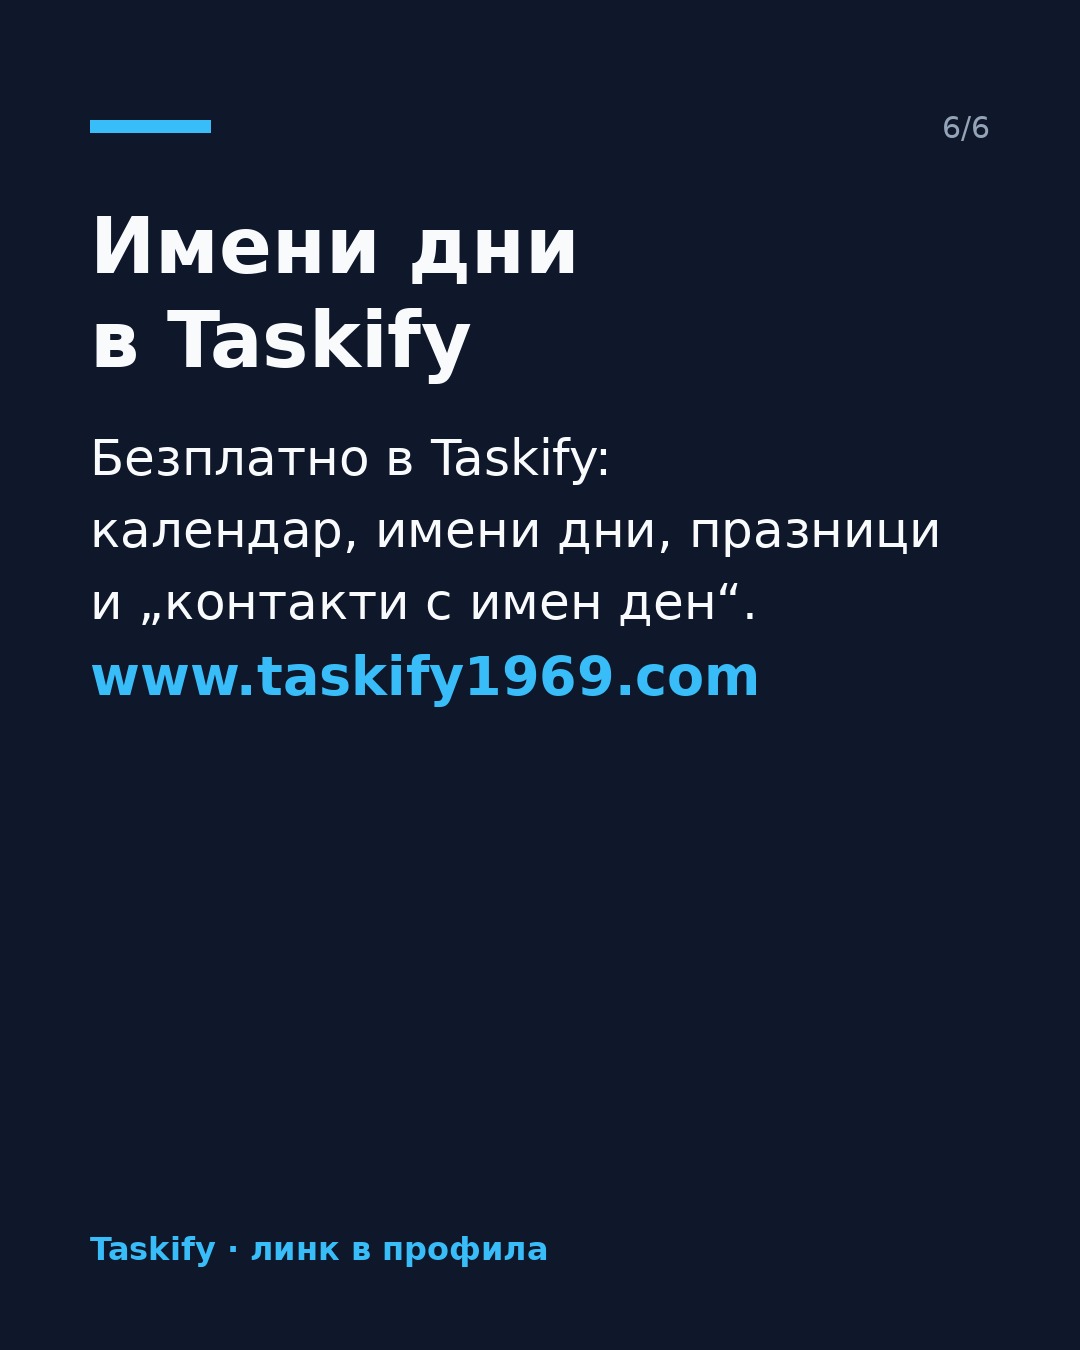 6/6
Имени дни
в Taskify
Безплатно в Taskify:
календар, имени дни, празници
и „контакти с имен ден“.
www.taskify1969.com
Taskify · линк в профила